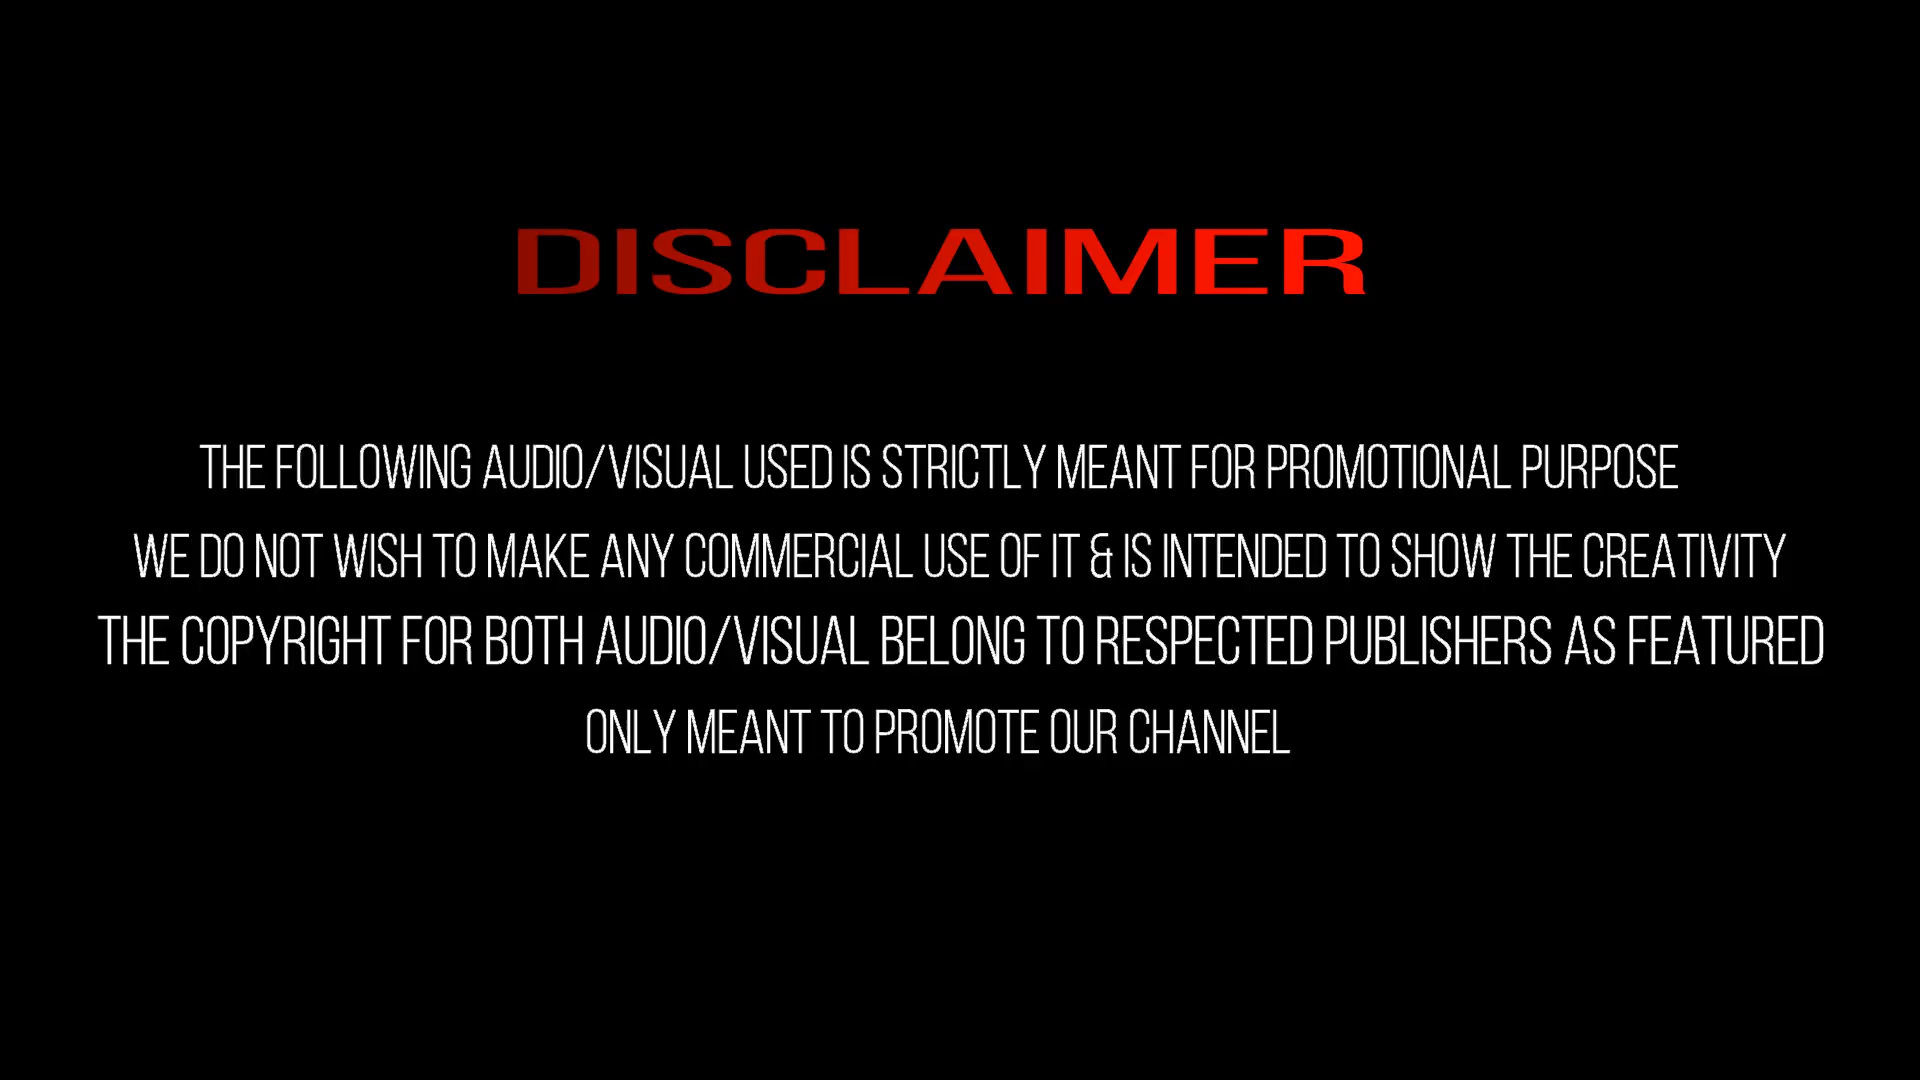 DISCLAIMER
THE FOLLOWING AUDIO/VISUAL USED IS STRICTLY MEANT FOR PROMOTIONAL PURPOSE
WE DO NOT WISH TO MAKE ANY COMMERCIAL USE OF IT & IS INTENDED TO SHOW THE CREATIVITY
THE COPYRIGHT FOR BOTH AUDIO/VISUAL BELONG TO RESPECTED PUBLISHERS AS FEATURED
ONLY MEANT TO PROMOTE OUR CHANNEL